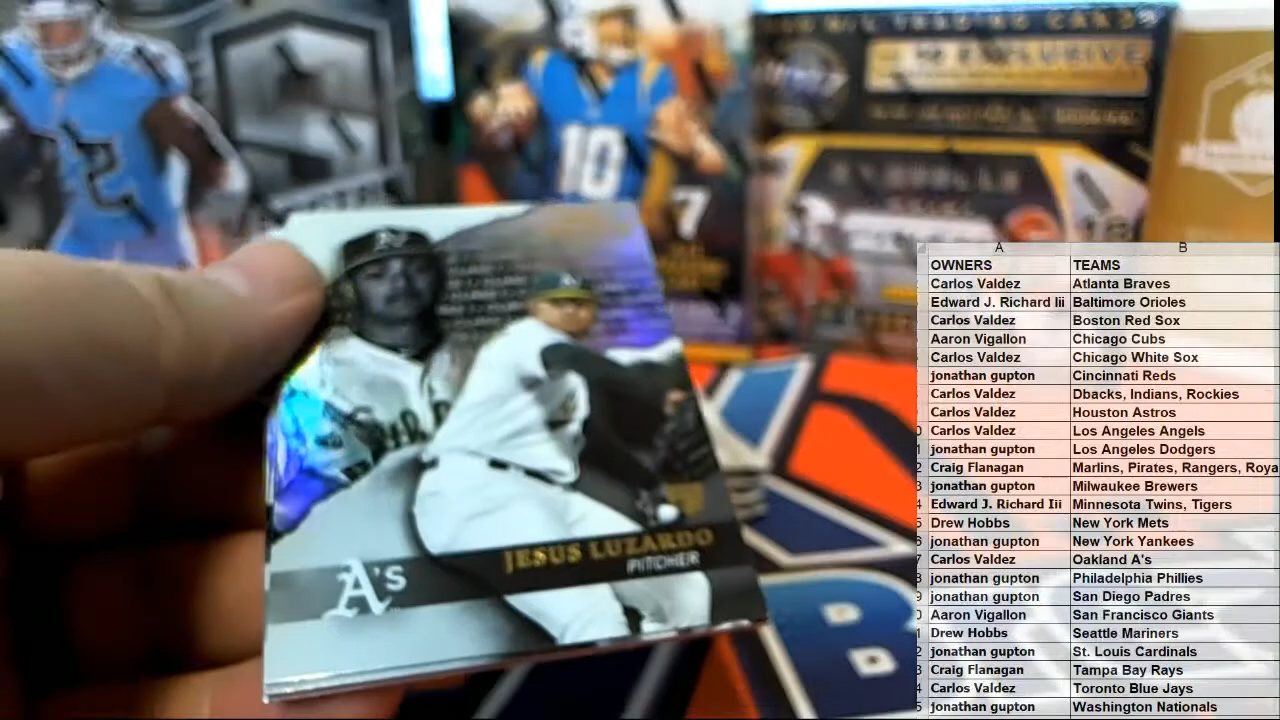 TRADING CARDS
EXCLUSIVE
10
7
2
JESUS LUZARDO
PITCHER
A's
A B
OWNERS TEAMS
Carlos Valdez Atlanta Braves
Edward J. Richard Iii Baltimore Orioles
Carlos Valdez Boston Red Sox
Aaron Vigallon Chicago Cubs
Carlos Valdez Chicago White Sox
jonathan gupton Cincinnati Reds
Carlos Valdez Dbacks, Indians, Rockies
Carlos Valdez Houston Astros
Carlos Valdez Los Angeles Angels
jonathan gupton Los Angeles Dodgers
Craig Flanagan Marlins, Pirates, Rangers, Roya
jonathan gupton Milwaukee Brewers
Edward J. Richard Iii Minnesota Twins, Tigers
Drew Hobbs New York Mets
jonathan gupton New York Yankees
Carlos Valdez Oakland A's
jonathan gupton Philadelphia Phillies
jonathan gupton San Diego Padres
Aaron Vigallon San Francisco Giants
Drew Hobbs Seattle Mariners
jonathan gupton St. Louis Cardinals
Craig Flanagan Tampa Bay Rays
Carlos Valdez Toronto Blue Jays
jonathan gupton Washington Nationals